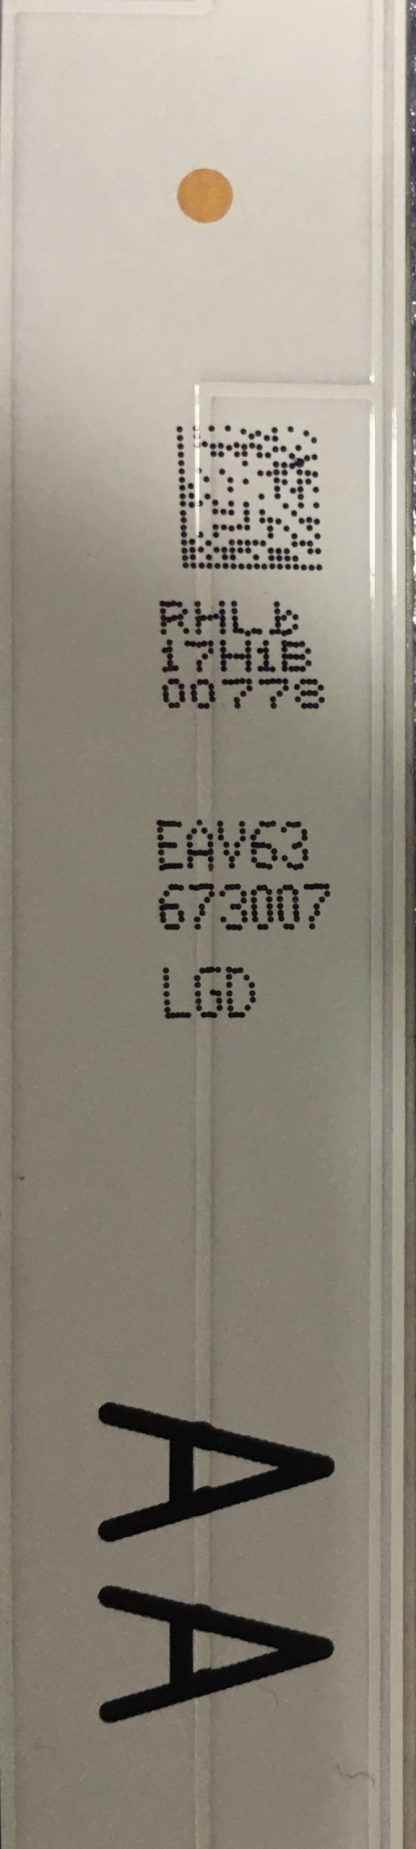 RHLb
17H1B
00778
EAV63
673007
LGD
AA